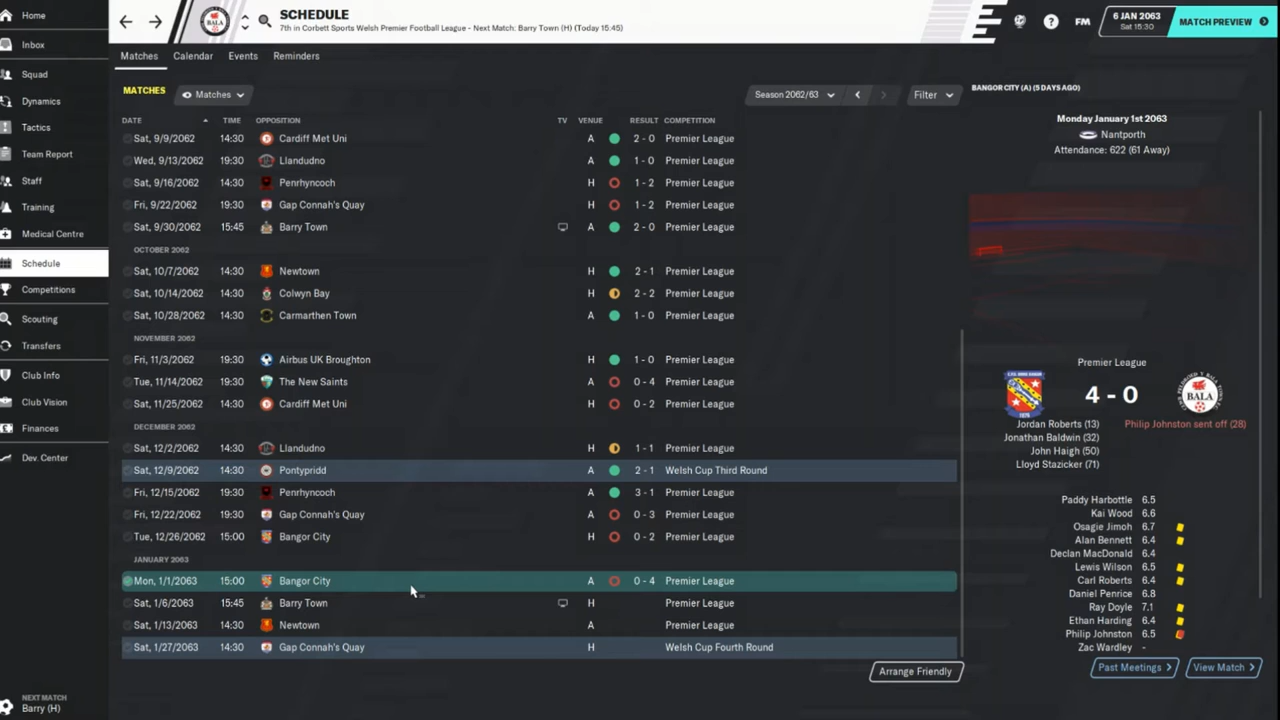 Home
Inbox
Squad
Dynamics
Tactics
Team Report
Staff
Training
Medical Centre
Schedule
Competitions
Scouting
Transfers
Club Info
Club Vision
Finances
Dev. Center
NEXT MATCH
Barry (H)
BALA
SCHEDULE
7th in Corbett Sports Welsh Premier Football League - Next Match: Barry Town (H) (Today 15:45)
?
FM
6 JAN 2063
Sat 15:30
MATCH PREVIEW
Matches Calendar Events Reminders
MATCHES Matches Season 2062/63 Filter
DATE TIME OPPOSITION TV VENUE RESULT COMPETITION
Sat, 9/9/2062 14:30 Cardiff Met Uni A 2 - 0 Premier League
Wed, 9/13/2062 19:30 Llandudno A 1 - 0 Premier League
Sat, 9/16/2062 14:30 Penrhyncoch H 1 - 2 Premier League
Fri, 9/22/2062 19:30 Gap Connah's Quay H 1 - 2 Premier League
Sat, 9/30/2062 15:45 Barry Town A 2 - 0 Premier League
OCTOBER 2062
Sat, 10/7/2062 14:30 Newtown H 2 - 1 Premier League
Sat, 10/14/2062 14:30 Colwyn Bay H 2 - 2 Premier League
Sat, 10/28/2062 14:30 Carmarthen Town A 1 - 0 Premier League
NOVEMBER 2062
Fri, 11/3/2062 19:30 Airbus UK Broughton H 1 - 0 Premier League
Tue, 11/14/2062 19:30 The New Saints A 0 - 4 Premier League
Sat, 11/25/2062 14:30 Cardiff Met Uni H 0 - 2 Premier League
DECEMBER 2062
Sat, 12/2/2062 14:30 Llandudno H 1 - 1 Premier League
Sat, 12/9/2062 14:30 Pontypridd A 2 - 1 Welsh Cup Third Round
Fri, 12/15/2062 19:30 Penrhyncoch A 3 - 1 Premier League
Fri, 12/22/2062 19:30 Gap Connah's Quay A 0 - 3 Premier League
Tue, 12/26/2062 15:00 Bangor City H 0 - 2 Premier League
JANUARY 2063
Mon, 1/1/2063 15:00 Bangor City A 0 - 4 Premier League
Sat, 1/6/2063 15:45 Barry Town H Premier League
Sat, 1/13/2063 14:30 Newtown A Premier League
Sat, 1/27/2063 14:30 Gap Connah's Quay H Welsh Cup Fourth Round
Arrange Friendly
BANGOR CITY (A) (5 DAYS AGO)
Monday January 1st 2063
Nantporth
Attendance: 622 (61 Away)
Premier League
4 - 0
BALA
Jordan Roberts (13) Philip Johnston sent off (28)
Jonathan Baldwin (32)
John Haigh (50)
Lloyd Stazicker (71)
Paddy Harbottle 6.5
Kai Wood 6.6
Osagie Jimoh 6.7
Alan Bennett 6.4
Declan MacDonald 6.4
Lewis Wilson 6.5
Carl Roberts 6.4
Daniel Penrice 6.8
Ray Doyle 7.1
Ethan Harding 6.4
Philip Johnston 6.5
Zac Wardley -
Past Meetings View Match